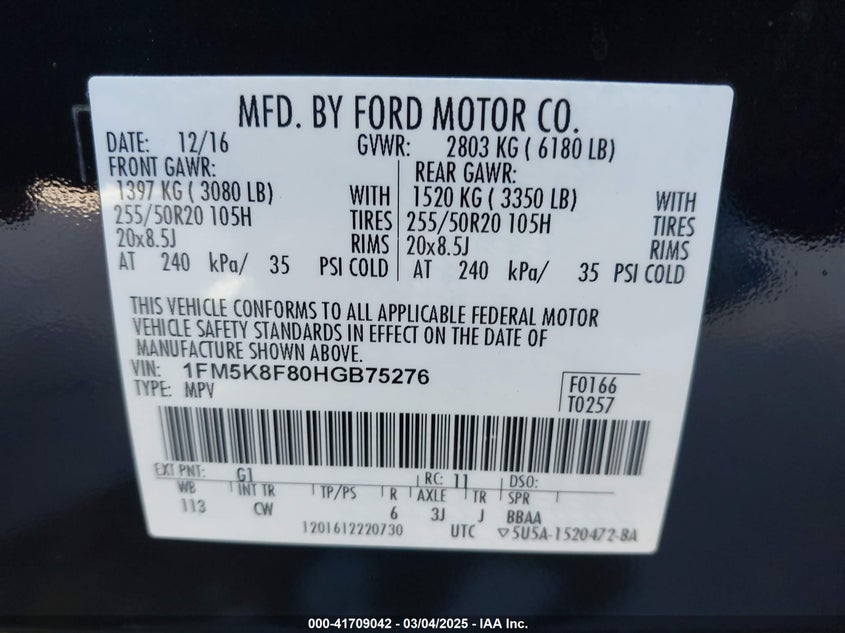 MFD. BY FORD MOTOR CO.
DATE: 12/16 GVWR: 2803 KG ( 6180 LB)
FRONT GAWR: REAR GAWR:
1397 KG ( 3080 LB) WITH 1520 KG ( 3350 LB) WITH
255/50R20 105H TIRES 255/50R20 105H TIRES
20x8.5J RIMS 20x8.5J RIMS
AT 240 kPa/ 35 PSI COLD AT 240 kPa/ 35 PSI COLD
THIS VEHICLE CONFORMS TO ALL APPLICABLE FEDERAL MOTOR
VEHICLE SAFETY STANDARDS IN EFFECT ON THE DATE OF
MANUFACTURE SHOWN ABOVE.
VIN: 1FM5K8F80HGB75276
TYPE: MPV
F0166
T0257
EXT PNT: G1 RC: 11 DSO:
WB INT TR TP/PS R AXLE TR SPR
113 CW 6 3J J BBAA
1201612220730 UTC ▽5U5A-1520472-BA
000-41709042 — 03/04/2025 — IAA Inc.